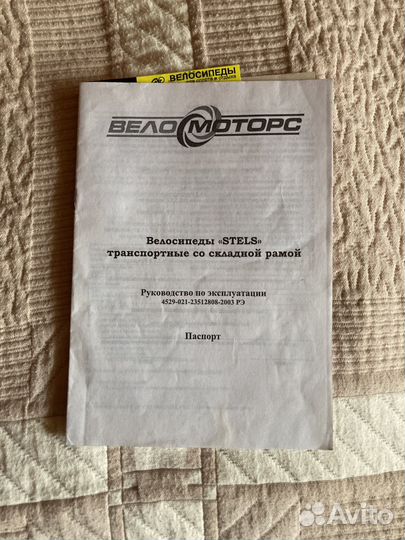 ВЕЛОСИПЕДЫ
ВЕЛОМОТОРС
Велосипеды «STELS»
транспортные со складной рамой
Руководство по эксплуатации
4529-021-23512808-2003 РЭ
Паспорт
Avito